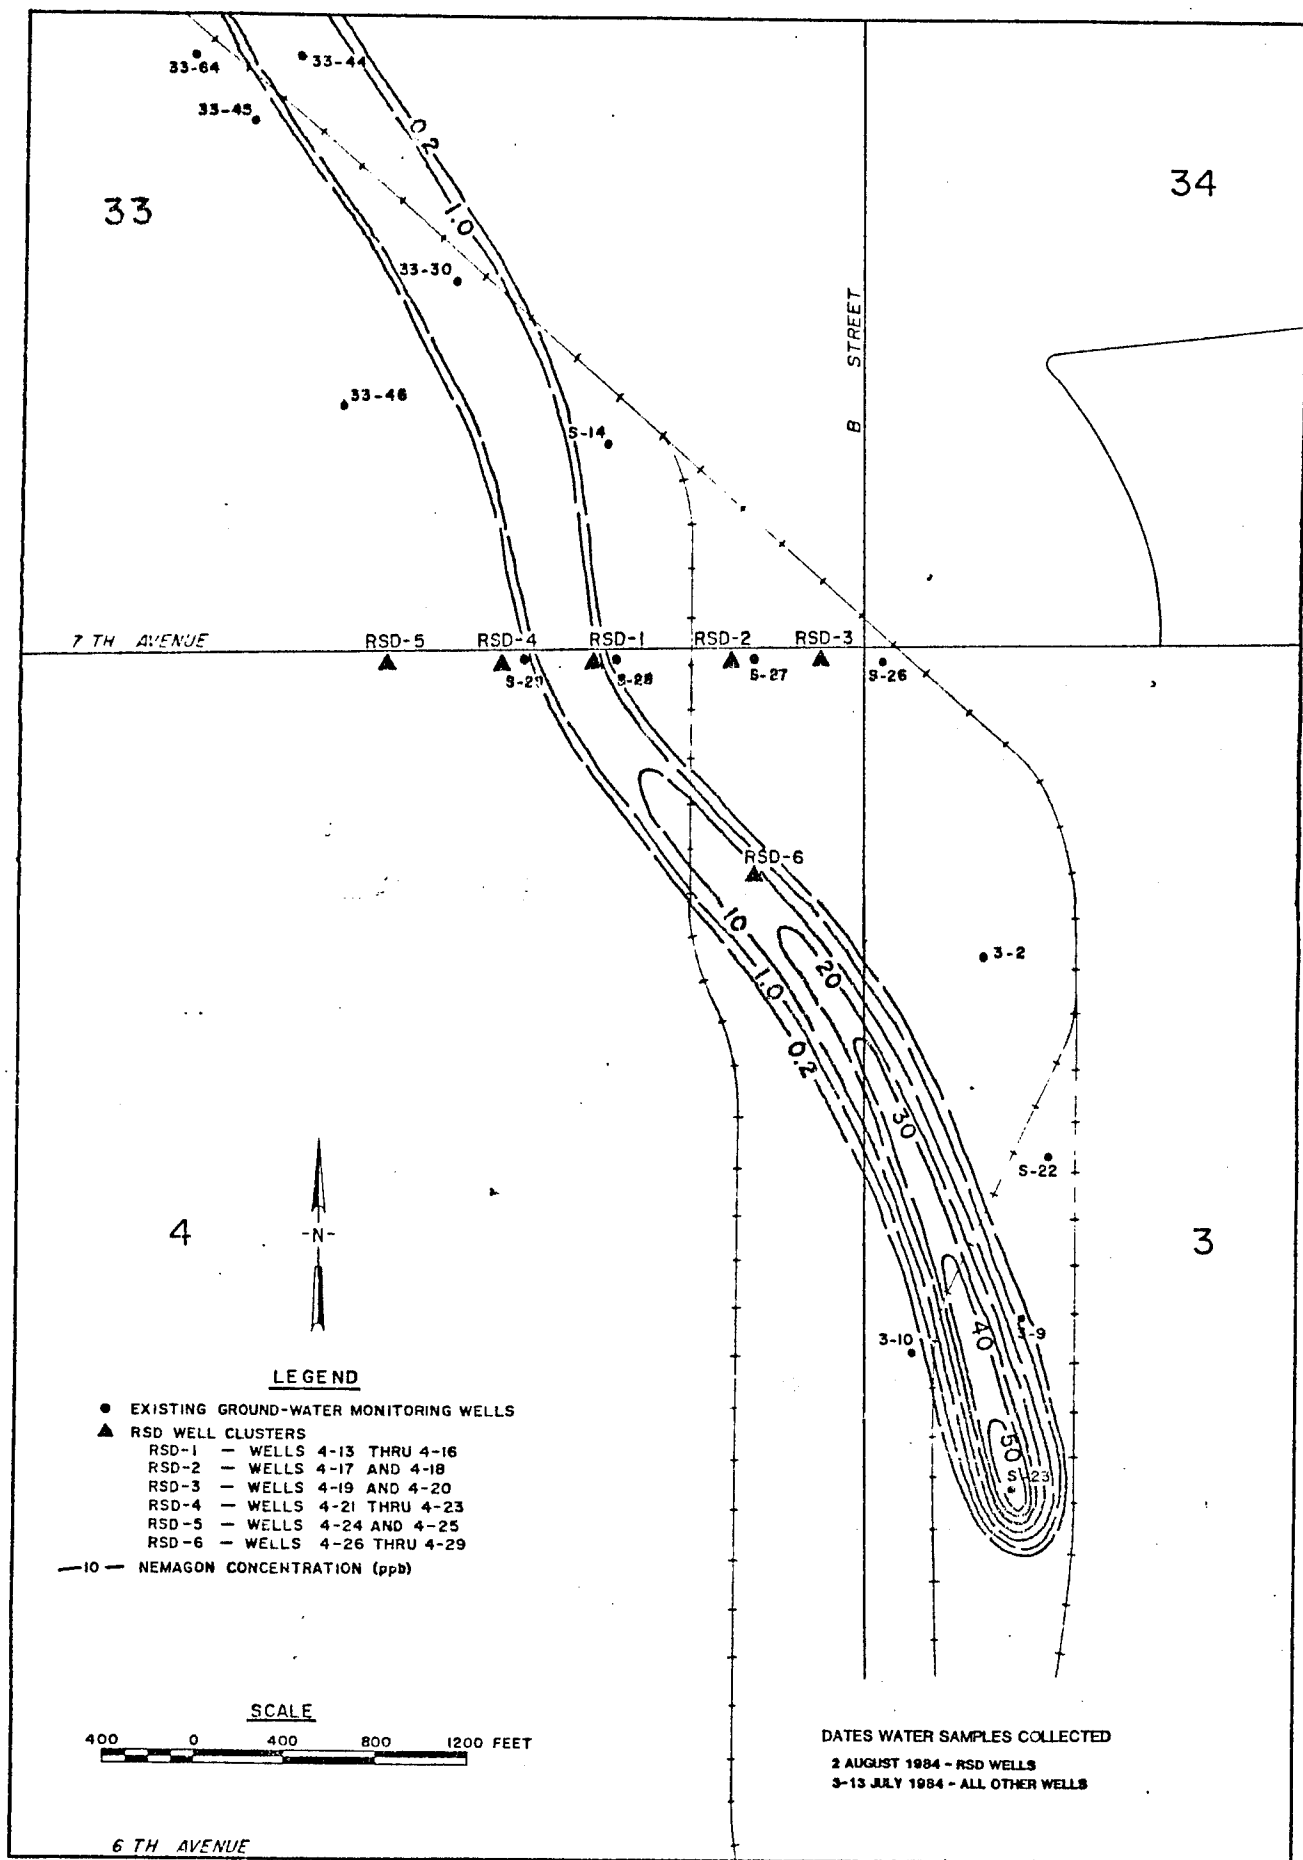 33-64
33-44
33-45
0.2
33
34
1.0
33-30
B STREET
33-46
S-14
7 TH AVENUE
RSD-5
RSD-4
RSD-1
RSD-2
RSD-3
S-29
S-28
S-27
S-26
RSD-6
10
20
3-2
1.0
0.2
30
S-22
4
-N-
3
3-10
40
3-9
50
S-23
LEGEND
EXISTING GROUND-WATER MONITORING WELLS
RSD WELL CLUSTERS
RSD-1 — WELLS 4-13 THRU 4-16
RSD-2 — WELLS 4-17 AND 4-18
RSD-3 — WELLS 4-19 AND 4-20
RSD-4 — WELLS 4-21 THRU 4-23
RSD-5 — WELLS 4-24 AND 4-25
RSD-6 — WELLS 4-26 THRU 4-29
—10— NEMAGON CONCENTRATION (ppb)
SCALE
400 0 400 800 1200 FEET
DATES WATER SAMPLES COLLECTED
2 AUGUST 1984 - RSD WELLS
3-13 JULY 1984 - ALL OTHER WELLS
6 TH AVENUE